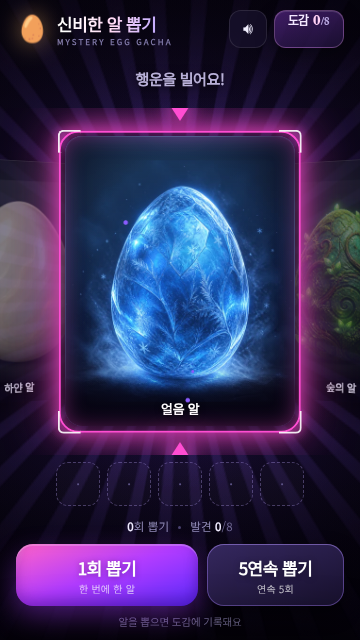 신비한 알 뽑기
MYSTERY EGG GACHA
도감 0/8
행운을 빌어요!
하얀 알
얼음 알
숲의 알
0회 뽑기 • 발견 0/8
1회 뽑기
한 번에 한 알
5연속 뽑기
연속 5회
알을 뽑으면 도감에 기록돼요